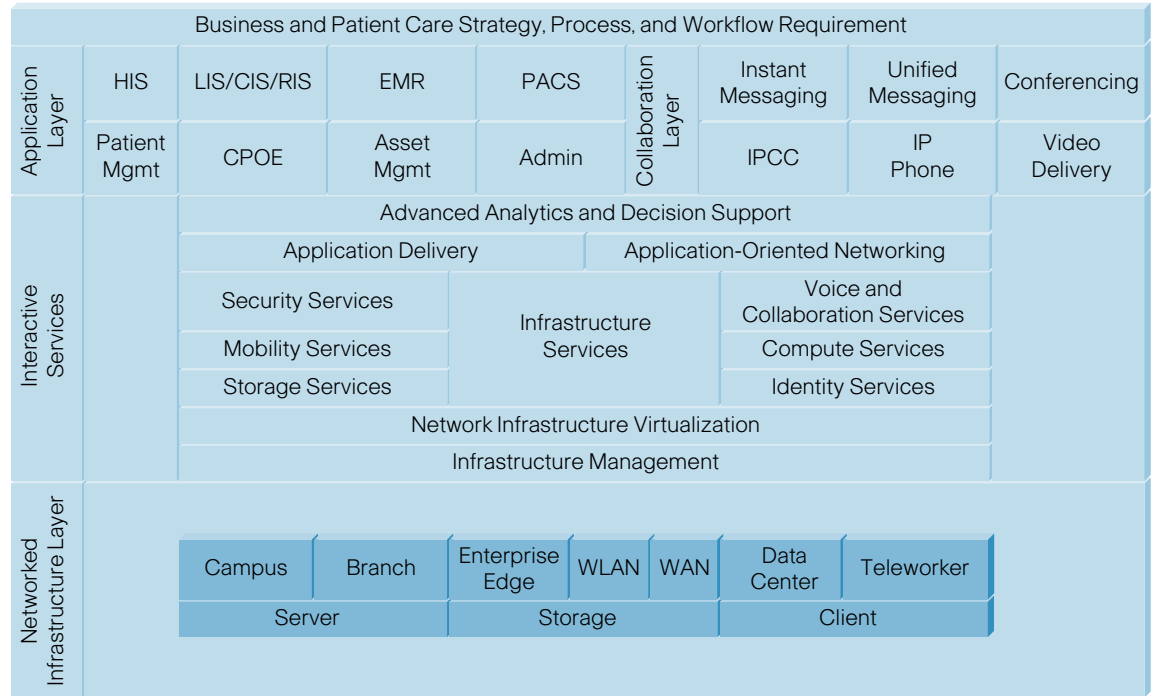 Business and Patient Care Strategy, Process, and Workflow Requirement
Application
Layer
HIS
LIS/CIS/RIS
EMR
PACS
Collaboration
Layer
Instant
Messaging
Unified
Messaging
Conferencing
Patient
Mgmt
CPOE
Asset
Mgmt
Admin
IPCC
IP
Phone
Video
Delivery
Interactive
Services
Advanced Analytics and Decision Support
Application Delivery
Application-Oriented Networking
Security Services
Infrastructure
Services
Voice and
Collaboration Services
Mobility Services
Compute Services
Storage Services
Identity Services
Network Infrastructure Virtualization
Infrastructure Management
Networked
Infrastructure Layer
Campus
Branch
Enterprise
Edge
WLAN
WAN
Data
Center
Teleworker
Server
Storage
Client